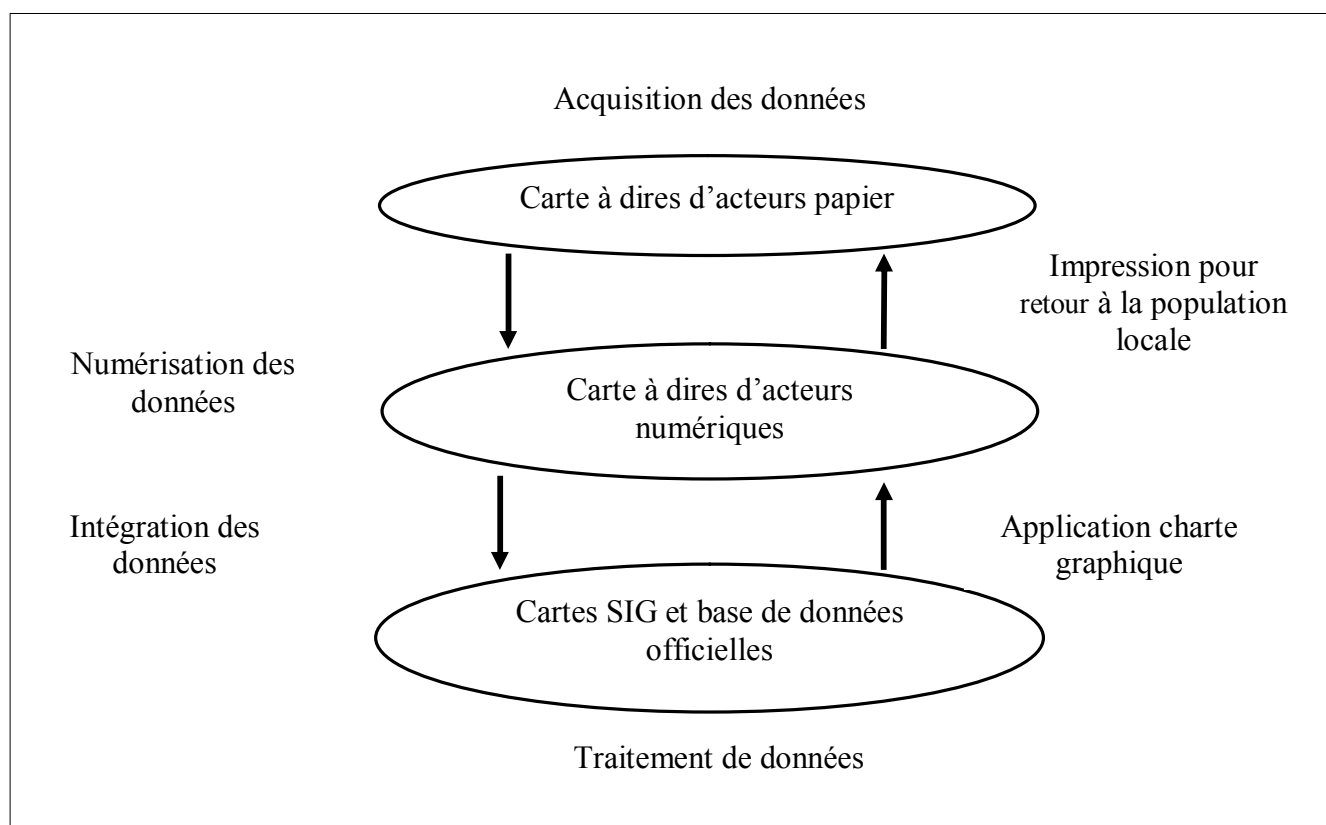 Acquisition des données
Carte à dires d’acteurs papier
Impression pour
retour à la population
locale
Numérisation des
données
Carte à dires d’acteurs
numériques
Intégration des
données
Application charte
graphique
Cartes SIG et base de données
officielles
Traitement de données